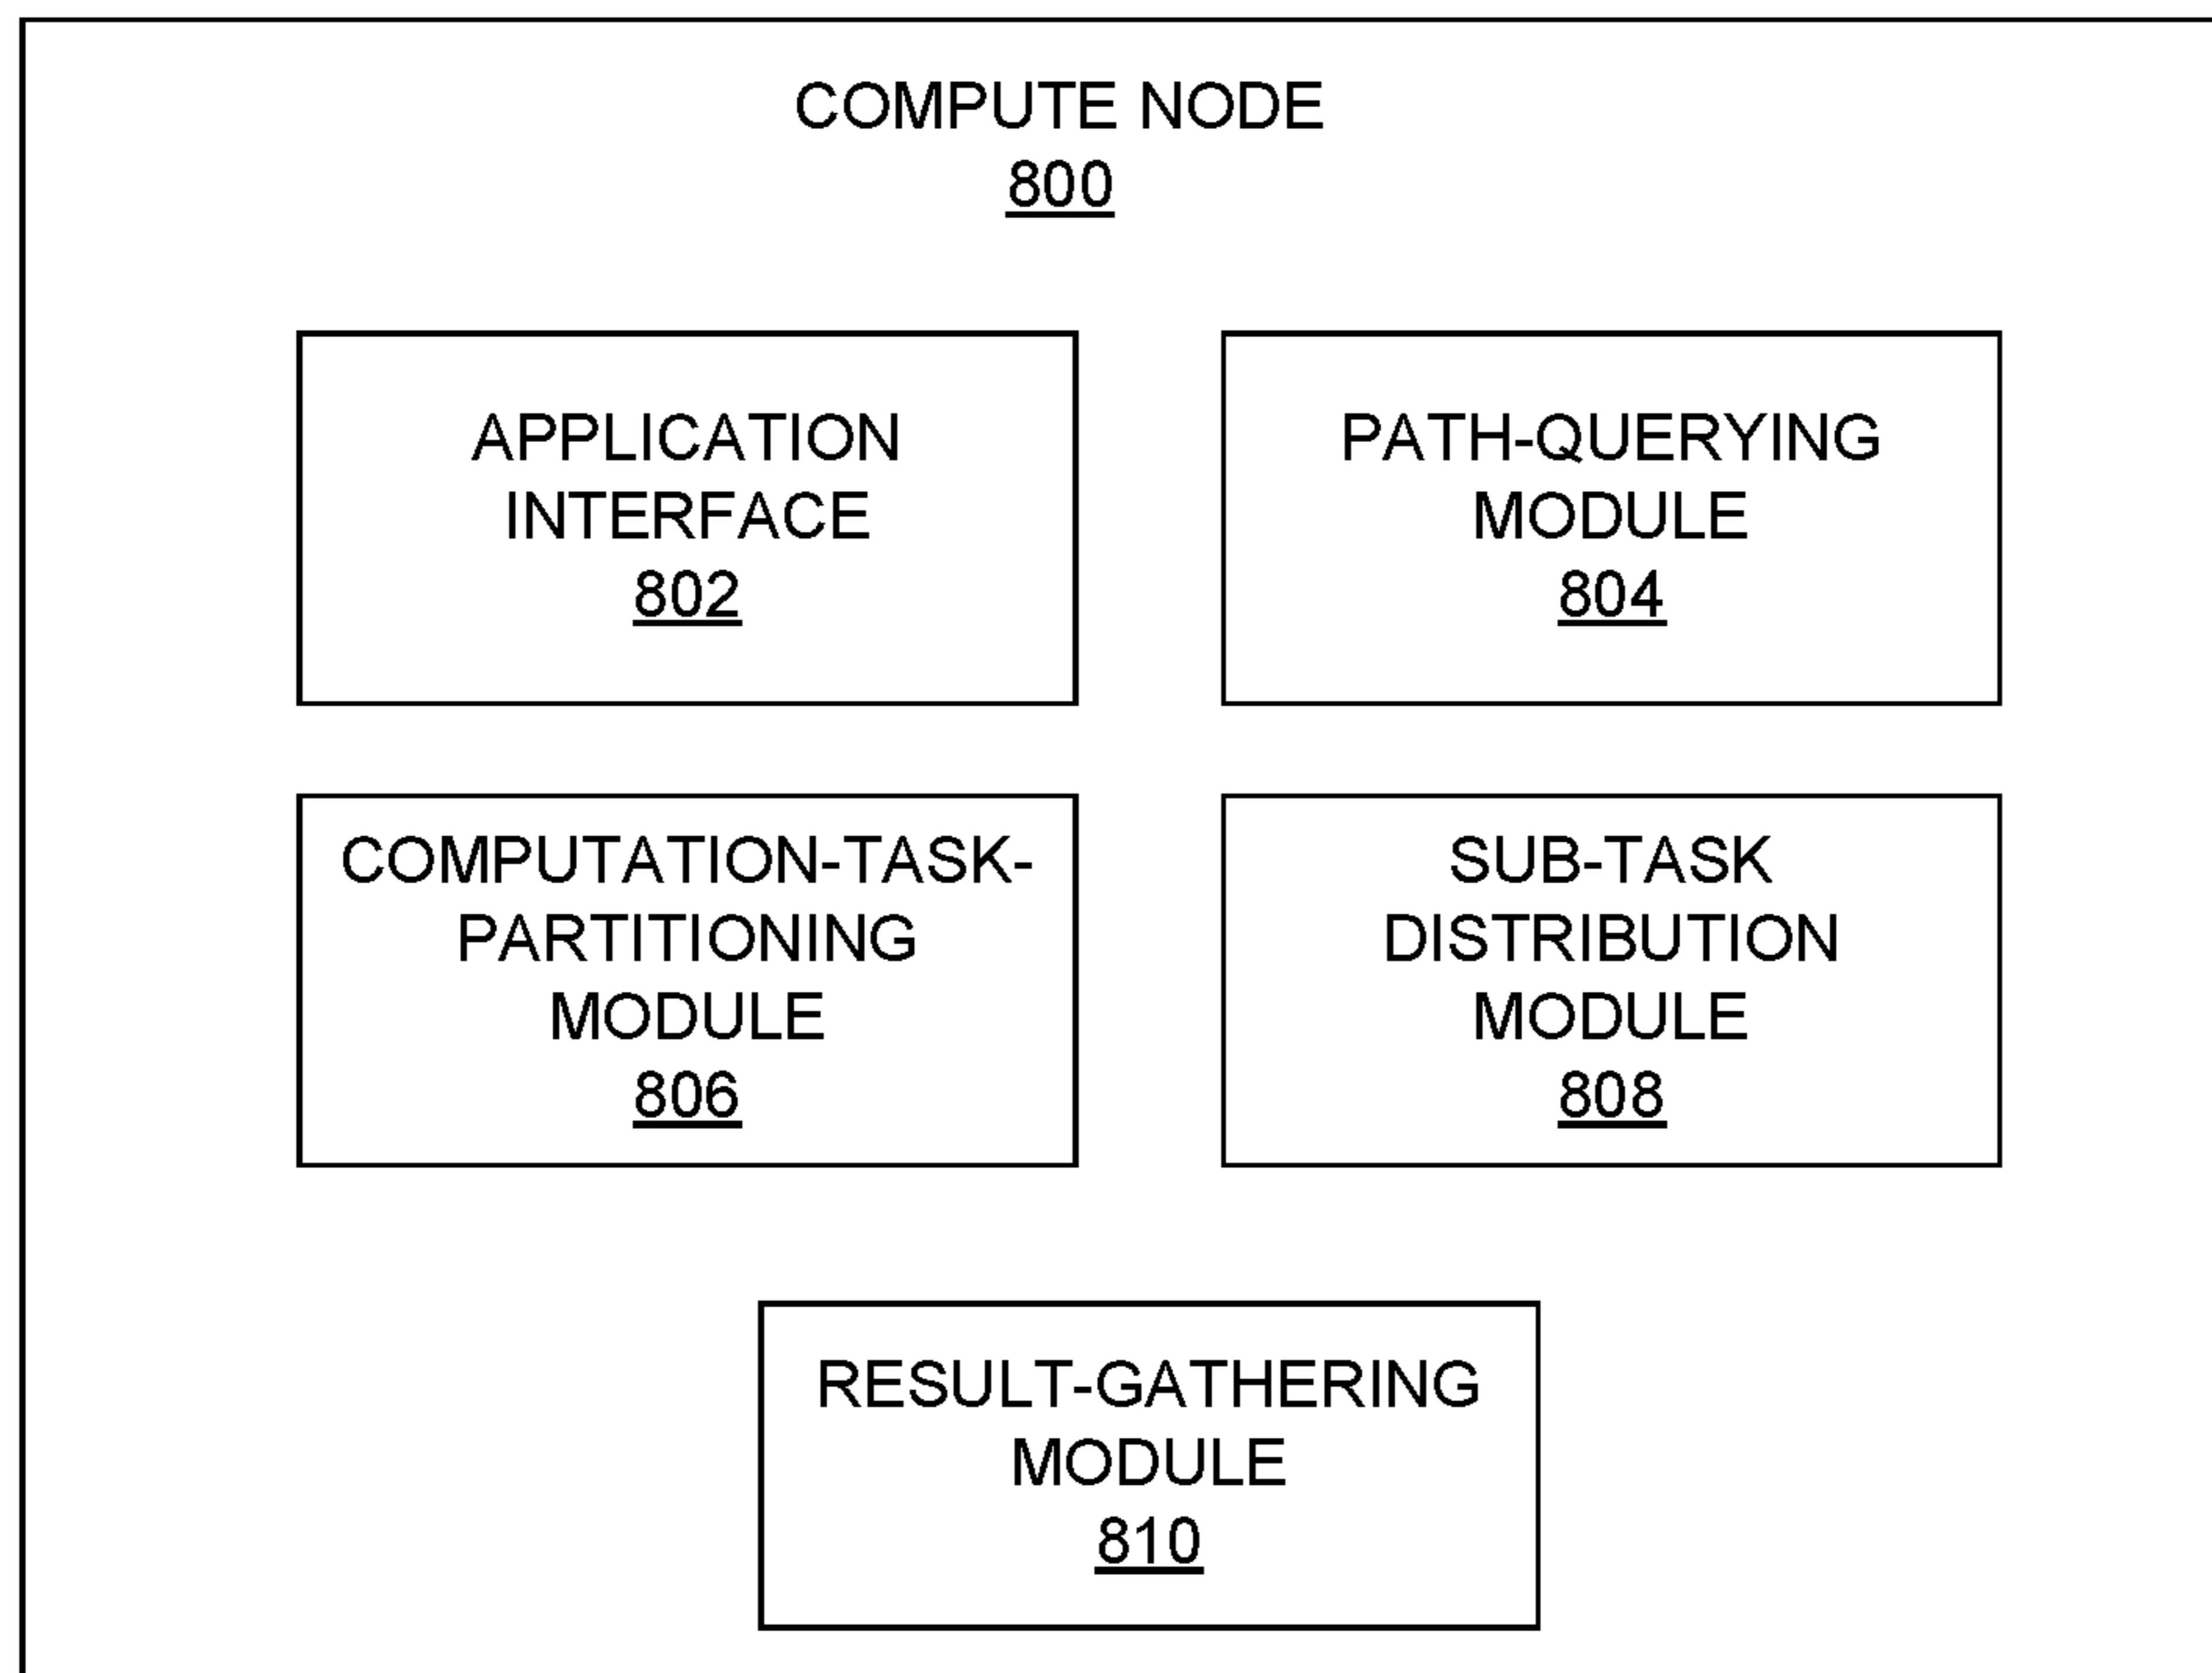 COMPUTE NODE
800
APPLICATION
INTERFACE
802
PATH-QUERYING
MODULE
804
COMPUTATION-TASK-
PARTITIONING
MODULE
806
SUB-TASK
DISTRIBUTION
MODULE
808
RESULT-GATHERING
MODULE
810